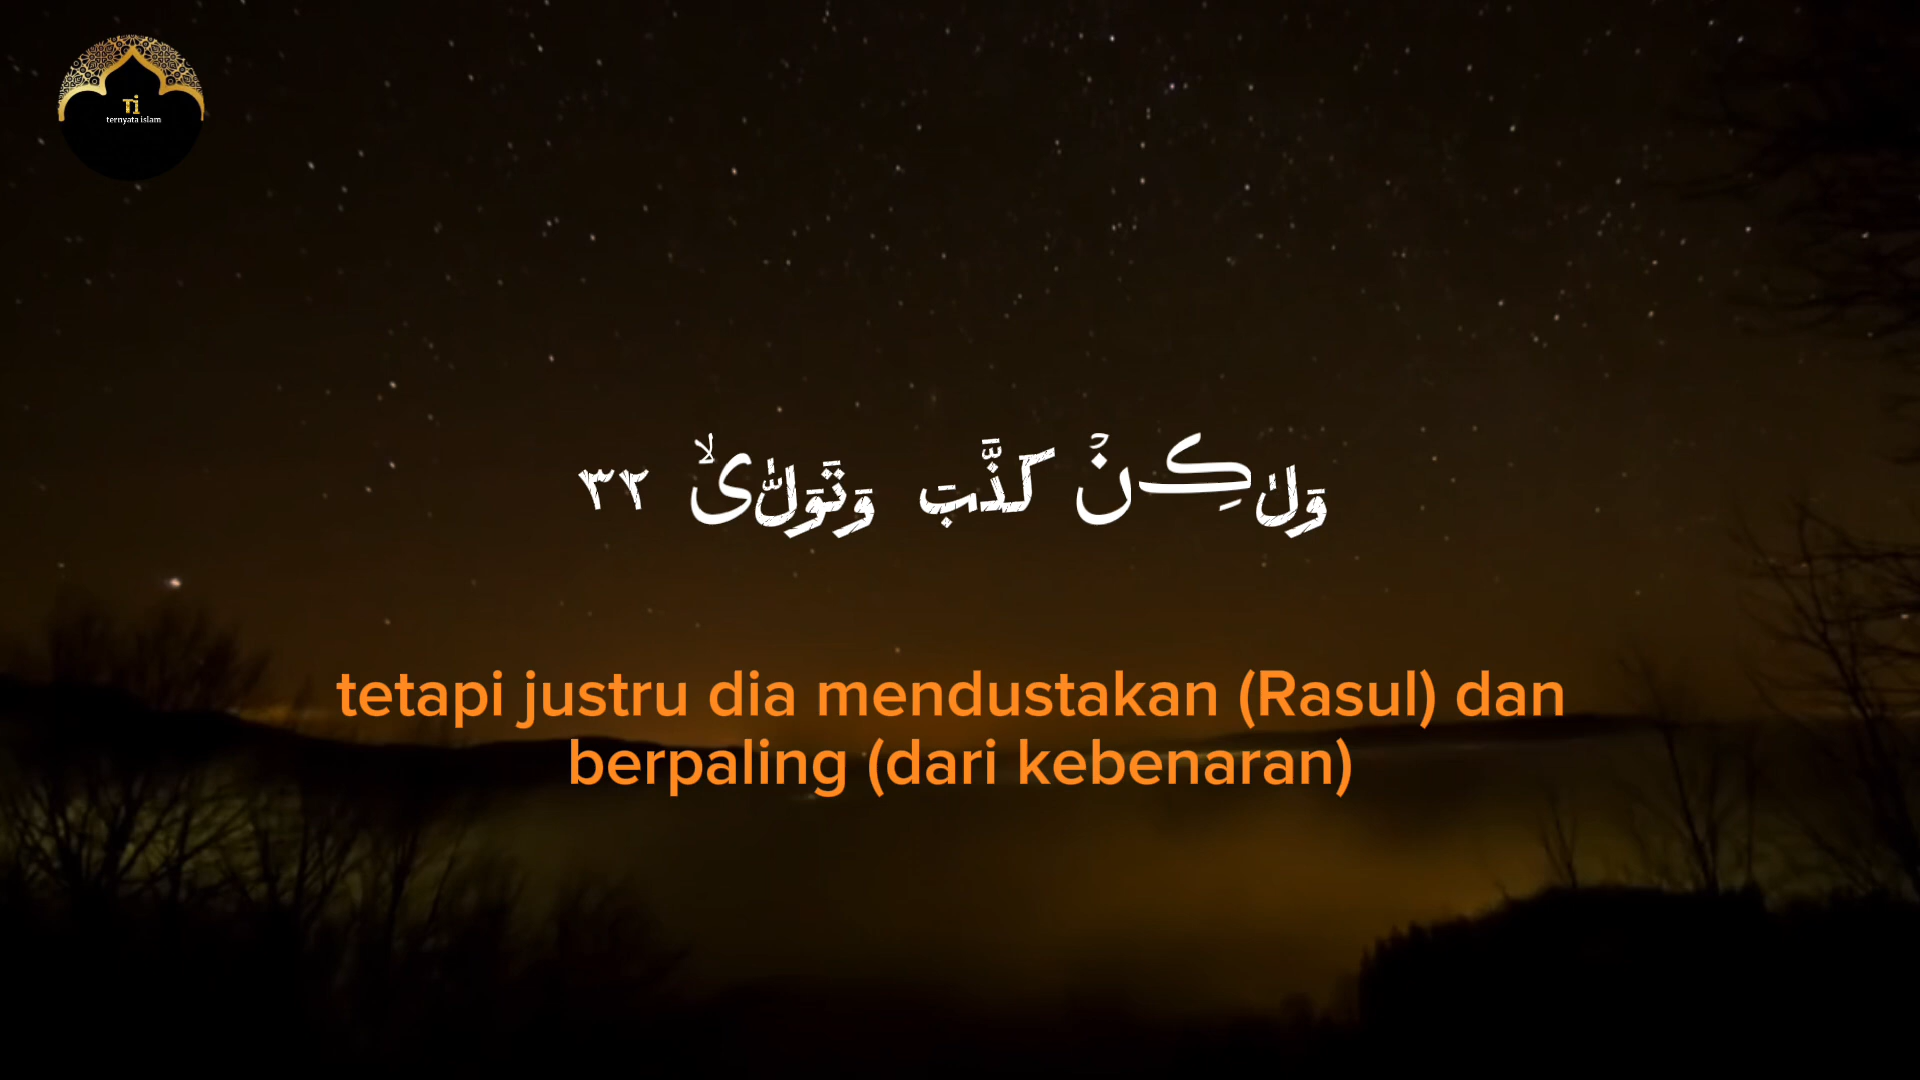 Ti
ternyata islam
وَلٰكِنْ كَذَّبَ وَتَوَلّٰىۙ ٣٢
tetapi justru dia mendustakan (Rasul) dan
berpaling (dari kebenaran)